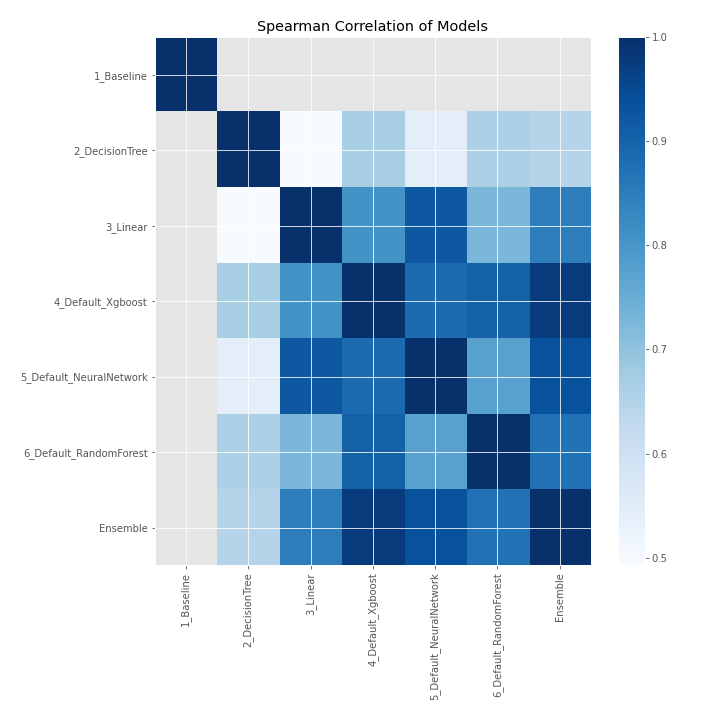 Spearman Correlation of Models
1_Baseline
2_DecisionTree
3_Linear
4_Default_Xgboost
5_Default_NeuralNetwork
6_Default_RandomForest
Ensemble
1_Baseline
2_DecisionTree
3_Linear
4_Default_Xgboost
5_Default_NeuralNetwork
6_Default_RandomForest
Ensemble
1.0
0.9
0.8
0.7
0.6
0.5